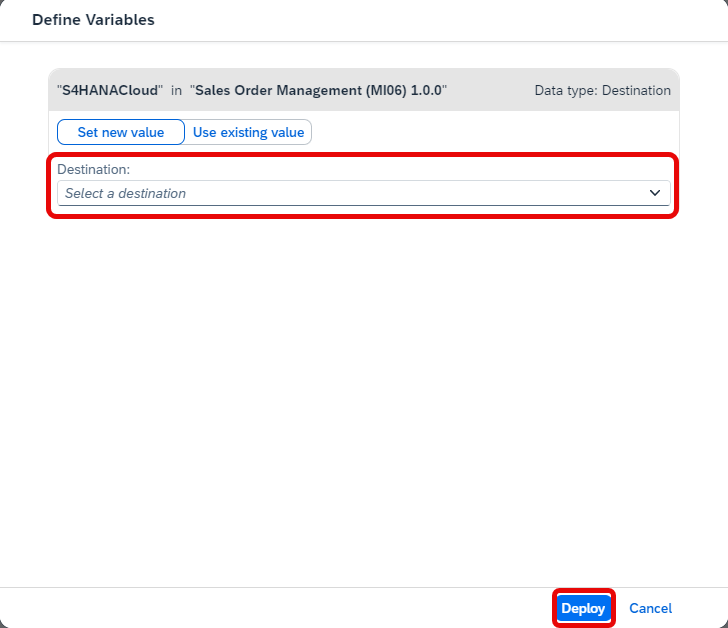 Define Variables
"S4HANACloud" in "Sales Order Management (MI06) 1.0.0" Data type: Destination
Set new value Use existing value
Destination:
Select a destination
Deploy Cancel